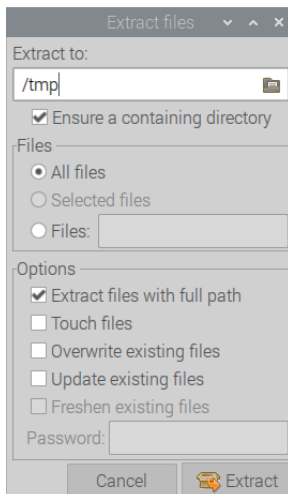 Extract files
Extract to:
/tmp
Ensure a containing directory
Files
All files
Selected files
Files:
Options
Extract files with full path
Touch files
Overwrite existing files
Update existing files
Freshen existing files
Password:
Cancel Extract